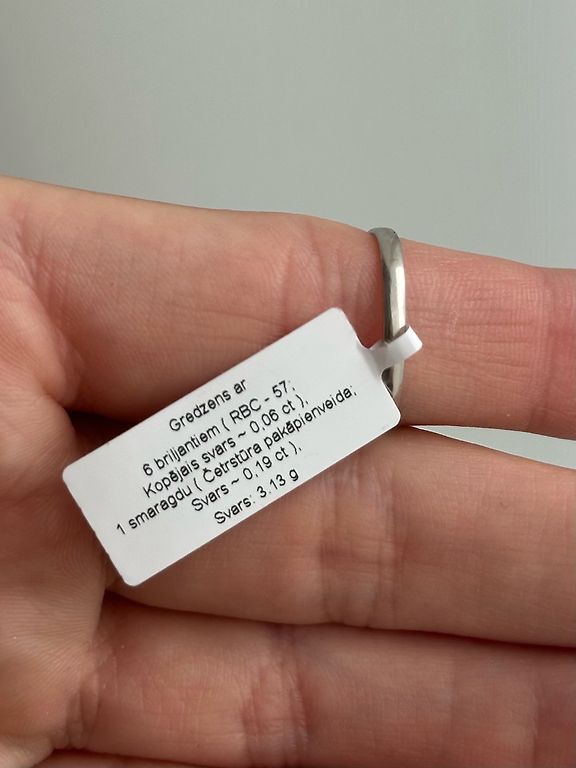 Gredzens ar
6 briljantiem ( RBC - 57;
Kopējais svars ~ 0,06 ct ),
1 smaragdu ( Četrstūra pakāpienveida;
Svars ~ 0,19 ct ),
Svars: 3.13 g